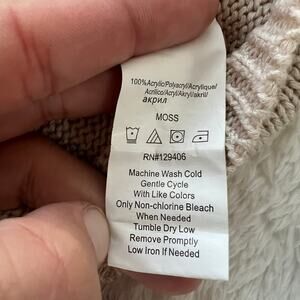 100%Acrylic/Polyacryl/Acrylique/
Acrilico/Acryl/Akryl/akril/
акрил
MOSS
RN#129406
Machine Wash Cold
Gentle Cycle
With Like Colors
Only Non-chlorine Bleach
When Needed
Tumble Dry Low
Remove Promptly
Low Iron If Needed